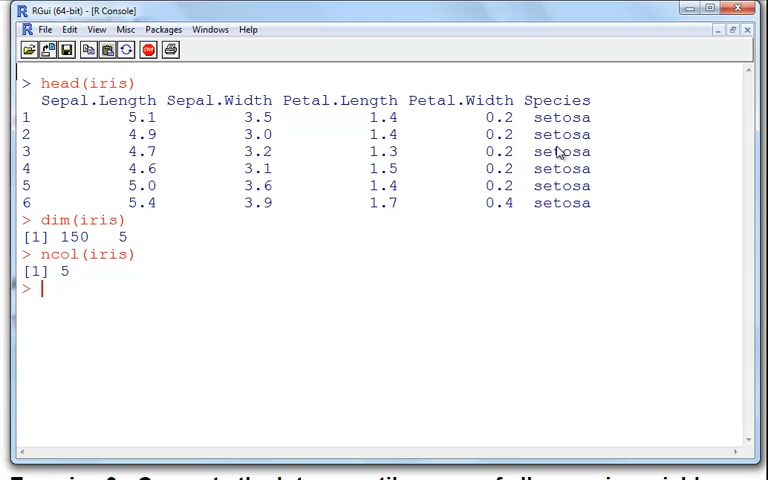 RGui (64-bit) - [R Console]
File Edit View Misc Packages Windows Help
> head(iris)
Sepal.Length Sepal.Width Petal.Length Petal.Width Species
1 5.1 3.5 1.4 0.2 setosa
2 4.9 3.0 1.4 0.2 setosa
3 4.7 3.2 1.3 0.2 setosa
4 4.6 3.1 1.5 0.2 setosa
5 5.0 3.6 1.4 0.2 setosa
6 5.4 3.9 1.7 0.4 setosa
> dim(iris)
[1] 150 5
> ncol(iris)
[1] 5
>